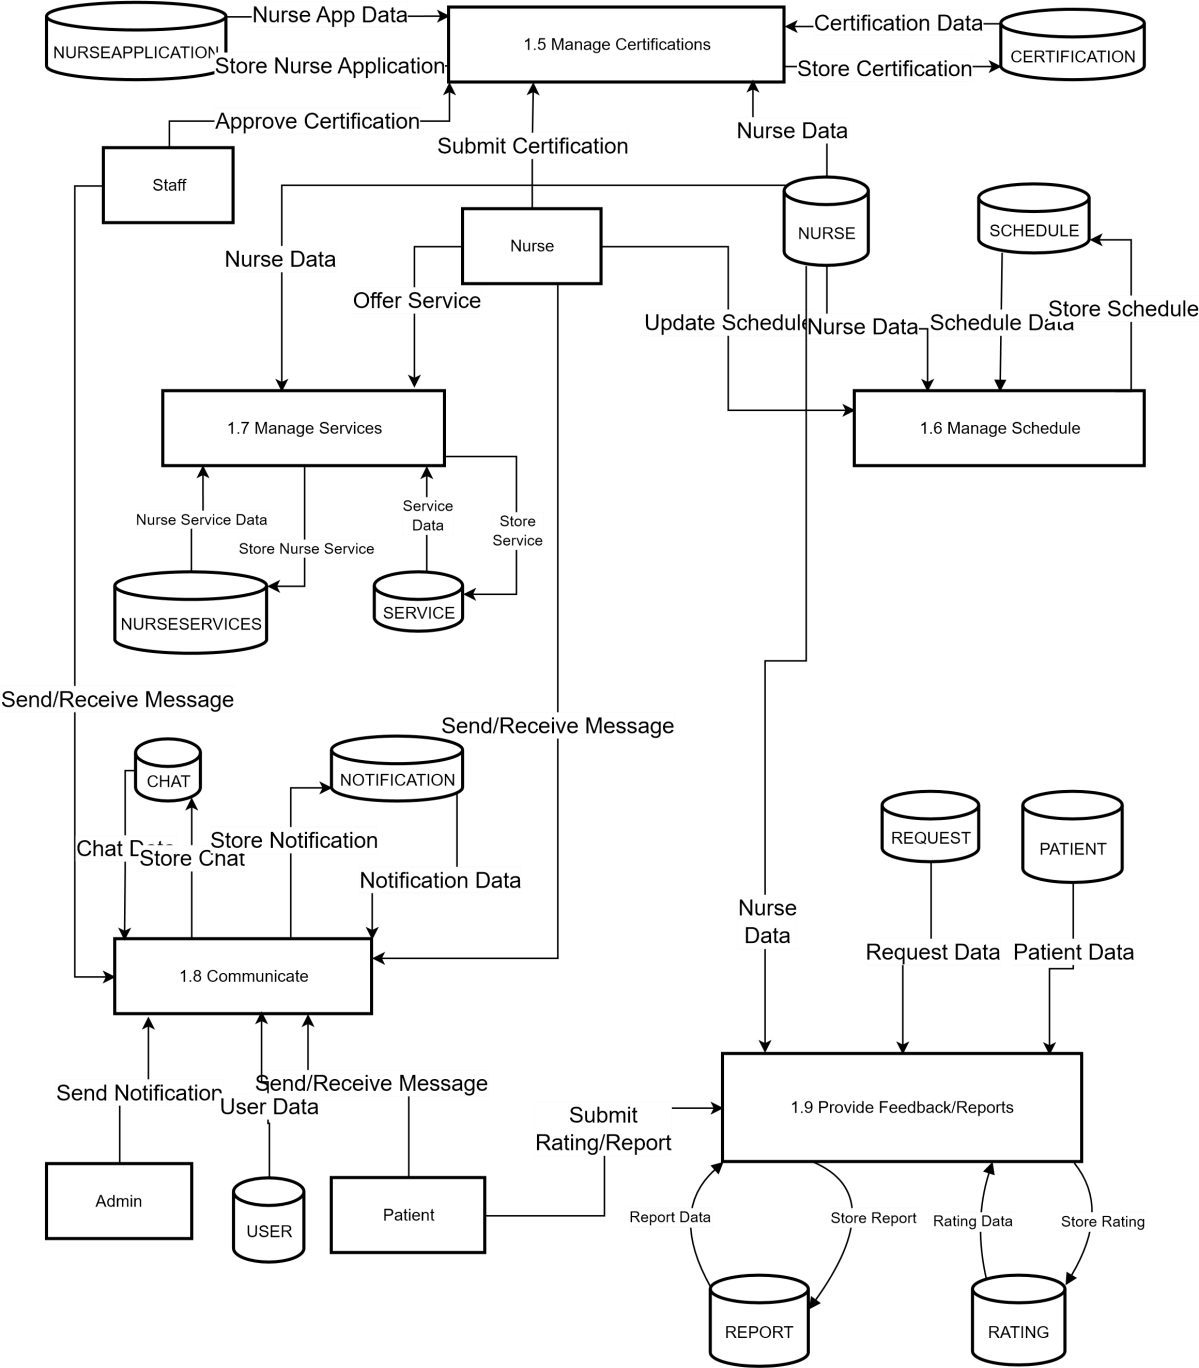 Nurse App Data
NURSEAPPLICATION
Store Nurse Application
1.5 Manage Certifications
Certification Data
Store Certification
CERTIFICATION
Approve Certification
Submit Certification
Nurse Data
Staff
Nurse
NURSE
SCHEDULE
Nurse Data
Offer Service
Update Schedule
Nurse Data
Schedule Data
Store Schedule
1.7 Manage Services
1.6 Manage Schedule
Nurse Service Data
Store Nurse Service
Service
Data
Store
Service
NURSESERVICES
SERVICE
Send/Receive Message
Send/Receive Message
CHAT
NOTIFICATION
Chat Data
Store Chat
Store Notification
Notification Data
REQUEST
PATIENT
Nurse
Data
Request Data
Patient Data
1.8 Communicate
Send Notification
User Data
Send/Receive Message
Submit
Rating/Report
1.9 Provide Feedback/Reports
Admin
USER
Patient
Report Data
Store Report
Rating Data
Store Rating
REPORT
RATING